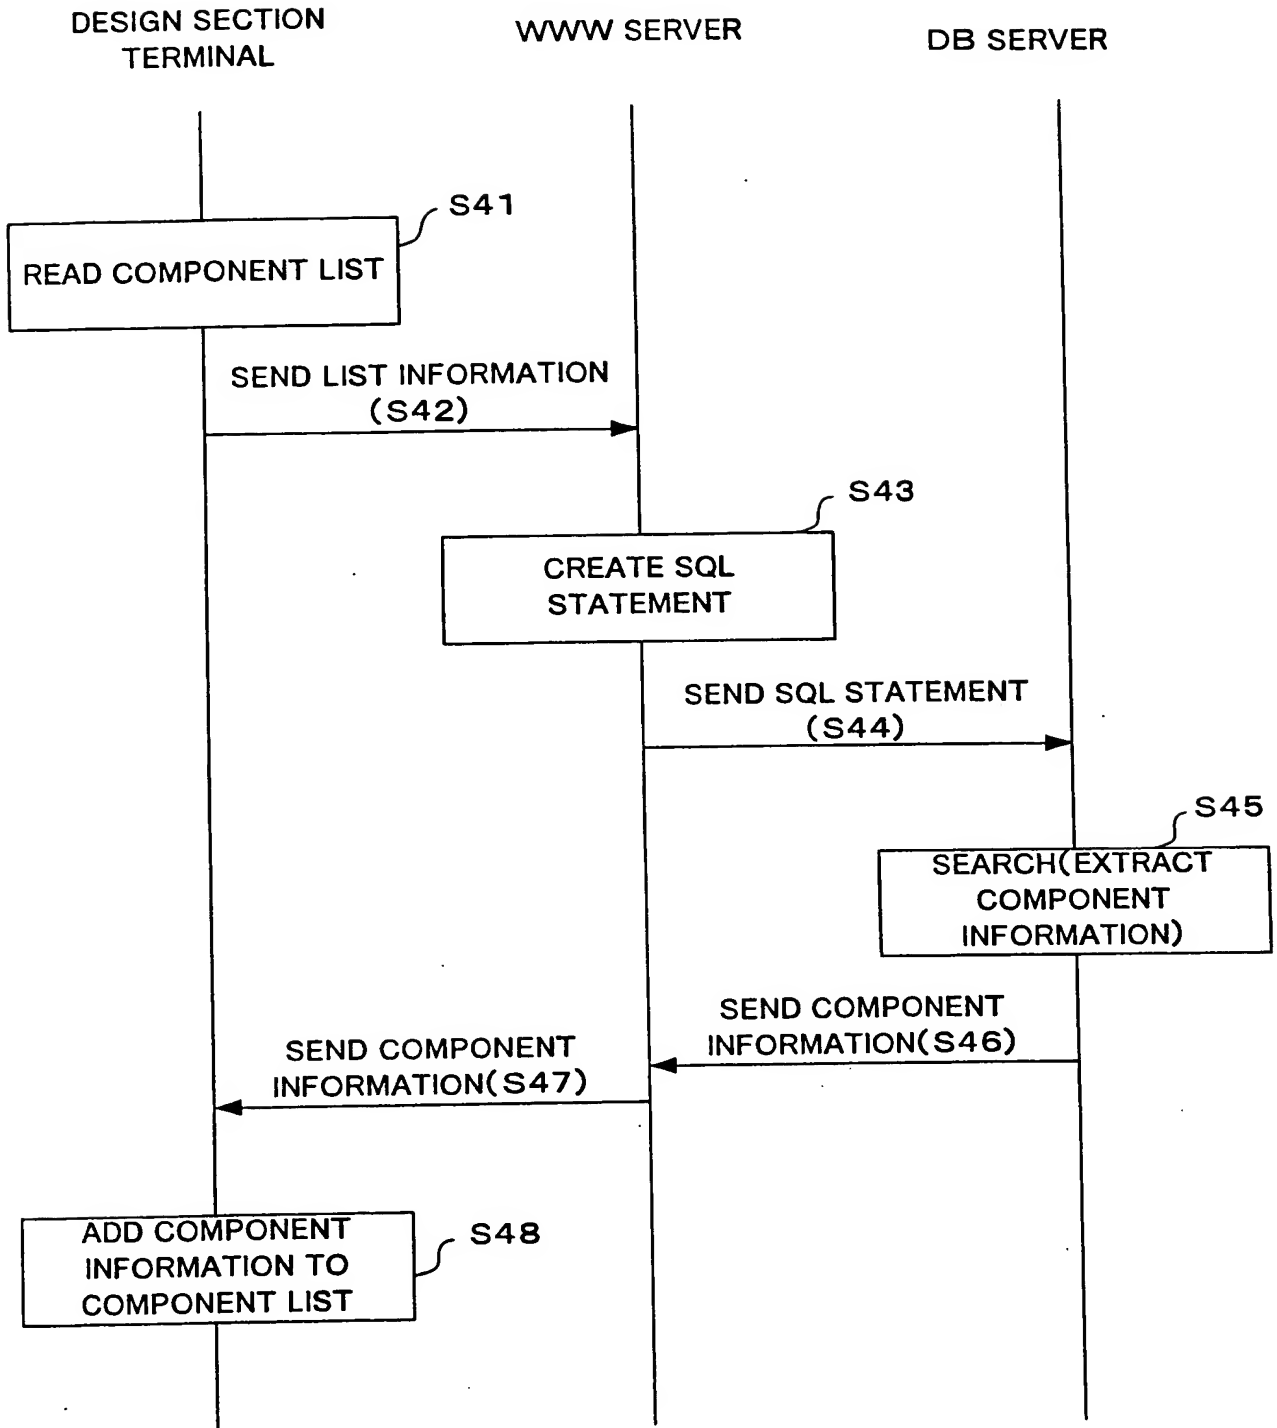 DESIGN SECTION
TERMINAL
WWW SERVER
DB SERVER
S41
READ COMPONENT LIST
SEND LIST INFORMATION
(S42)
S43
CREATE SQL
STATEMENT
SEND SQL STATEMENT
(S44)
S45
SEARCH(EXTRACT
COMPONENT
INFORMATION)
SEND COMPONENT
INFORMATION(S46)
SEND COMPONENT
INFORMATION(S47)
ADD COMPONENT
INFORMATION TO
COMPONENT LIST
S48